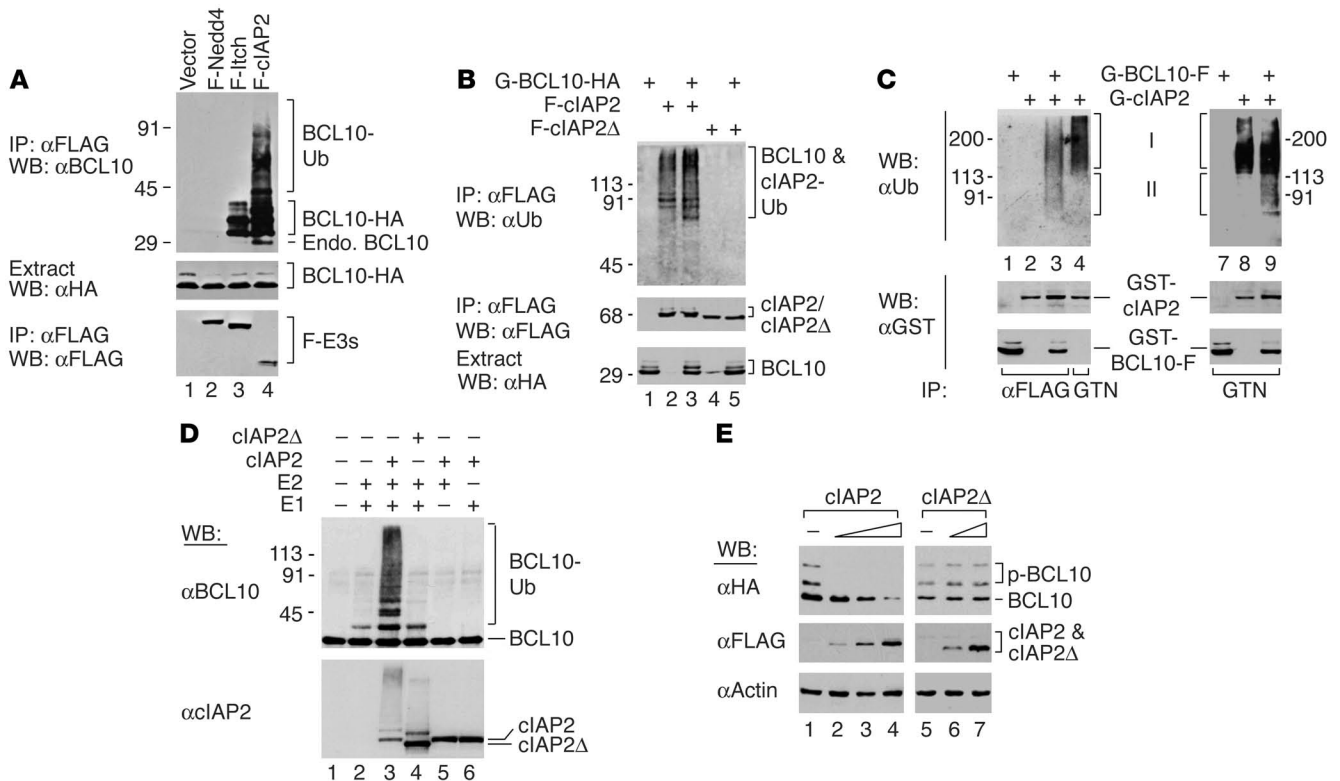 A
Vector
F-Nedd4
F-Itch
F-cIAP2
IP: αFLAG
WB: αBCL10
91
45
29
BCL10-
Ub
BCL10-HA
Endo. BCL10
Extract
WB: αHA
BCL10-HA
IP: αFLAG
WB: αFLAG
F-E3s
1 2 3 4
B
G-BCL10-HA + + +
F-cIAP2 + +
F-cIAP2Δ + +
IP: αFLAG
WB: αUb
113
91
45
BCL10 &
cIAP2-
Ub
IP: αFLAG
WB: αFLAG
68
cIAP2/
cIAP2Δ
Extract
WB: αHA
29
BCL10
1 2 3 4 5
C
+ + G-BCL10-F + +
+ + + G-cIAP2 + +
WB:
αUb
200
113
91
I
II
200
113
91
1 2 3 4 7 8 9
WB:
αGST
GST-
cIAP2
GST-
BCL10-F
IP: αFLAG GTN GTN
D
cIAP2Δ – – – + – –
cIAP2 – – + – + +
E2 – + + + + –
E1 – + + + – +
WB:
αBCL10
113
91
45
BCL10-
Ub
BCL10
αcIAP2
cIAP2
cIAP2Δ
1 2 3 4 5 6
E
cIAP2 cIAP2Δ
– –
WB:
αHA
p-BCL10
BCL10
αFLAG
cIAP2 &
cIAP2Δ
αActin
1 2 3 4 5 6 7